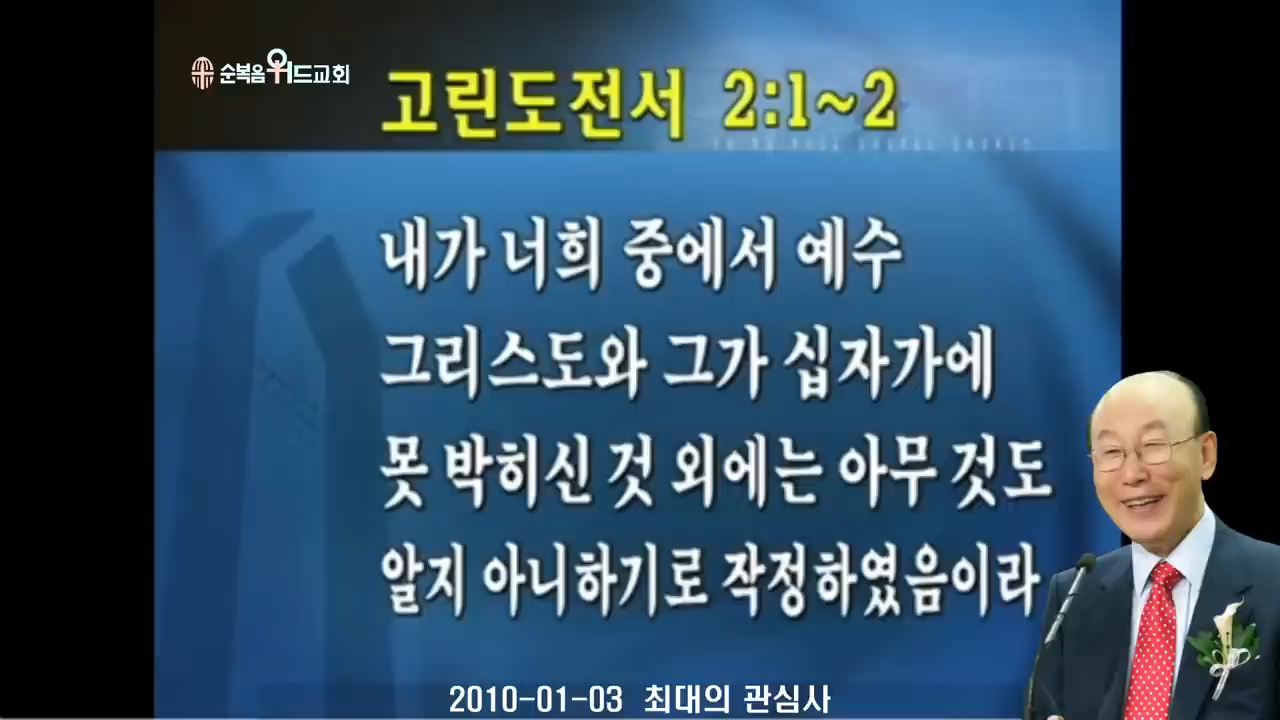 순복음워드교회
고린도전서 2:1~2
내가 너희 중에서 예수
그리스도와 그가 십자가에
못 박히신 것 외에는 아무 것도
알지 아니하기로 작정하였음이라
2010-01-03 최대의 관심사